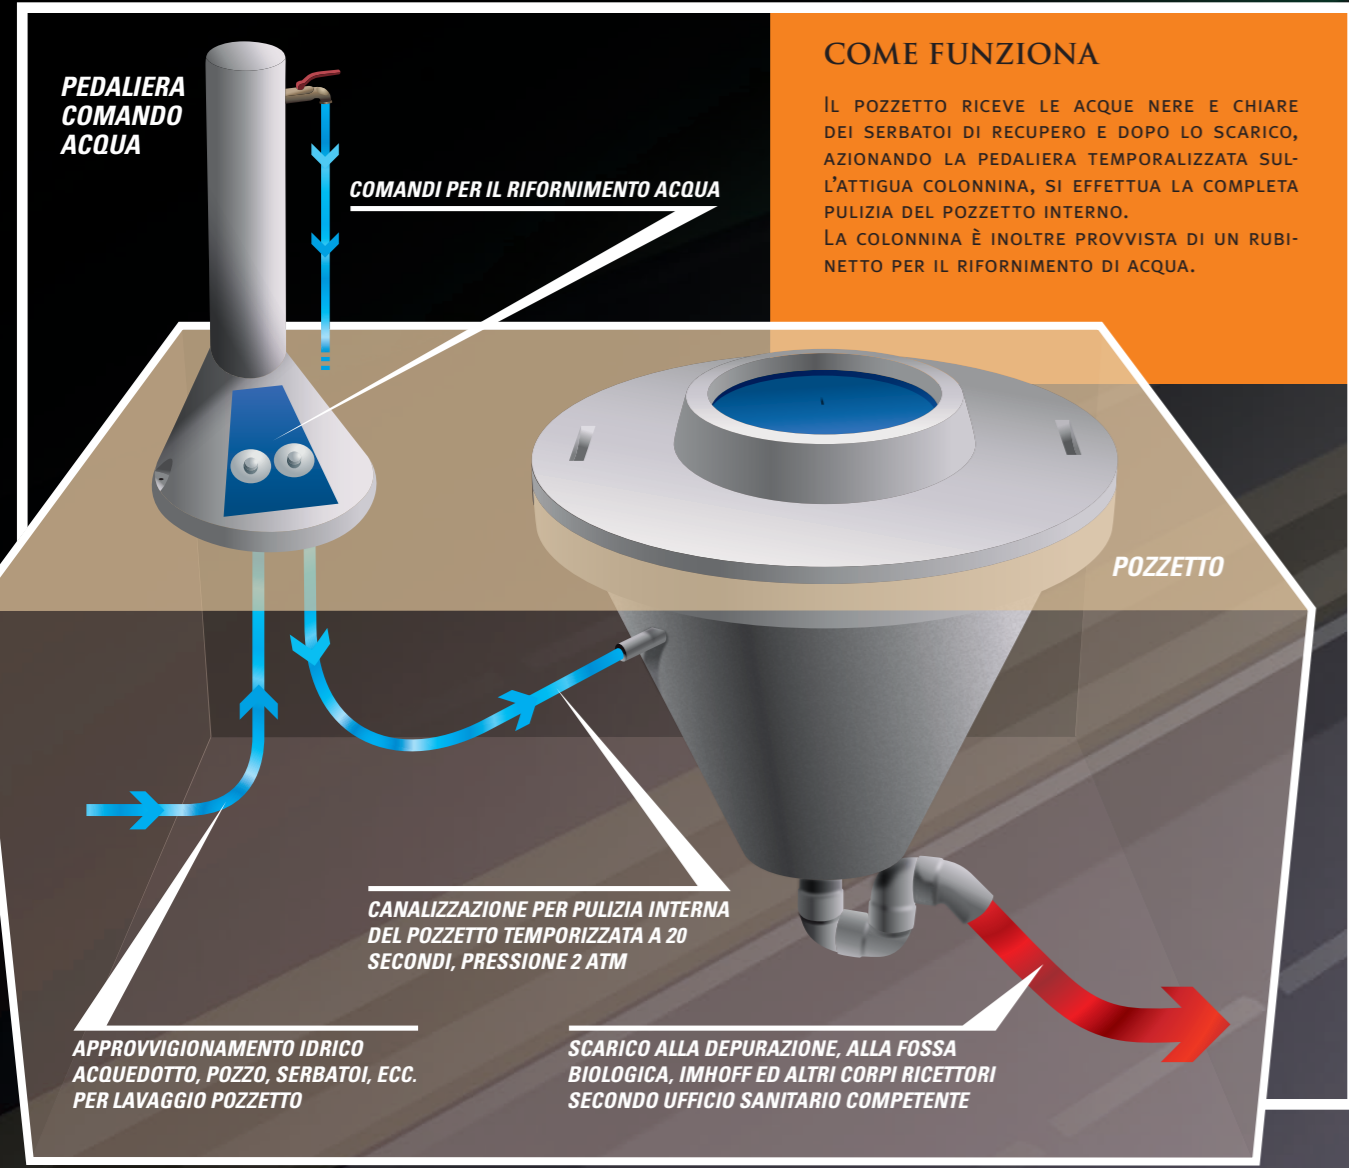 PEDALIERA
COMANDO
ACQUA
COMANDI PER IL RIFORNIMENTO ACQUA
COME FUNZIONA
IL POZZETTO RICEVE LE ACQUE NERE E CHIARE
DEI SERBATOI DI RECUPERO E DOPO LO SCARICO,
AZIONANDO LA PEDALIERA TEMPORALIZZATA SUL-
L'ATTIGUA COLONNINA, SI EFFETTUA LA COMPLETA
PULIZIA DEL POZZETTO INTERNO.
LA COLONNINA È INOLTRE PROVVISTA DI UN RUBI-
NETTO PER IL RIFORNIMENTO DI ACQUA.
POZZETTO
CANALIZZAZIONE PER PULIZIA INTERNA
DEL POZZETTO TEMPORIZZATA A 20
SECONDI, PRESSIONE 2 ATM
APPROVVIGIONAMENTO IDRICO
ACQUEDOTTO, POZZO, SERBATOI, ECC.
PER LAVAGGIO POZZETTO
SCARICO ALLA DEPURAZIONE, ALLA FOSSA
BIOLOGICA, IMHOFF ED ALTRI CORPI RICETTORI
SECONDO UFFICIO SANITARIO COMPETENTE